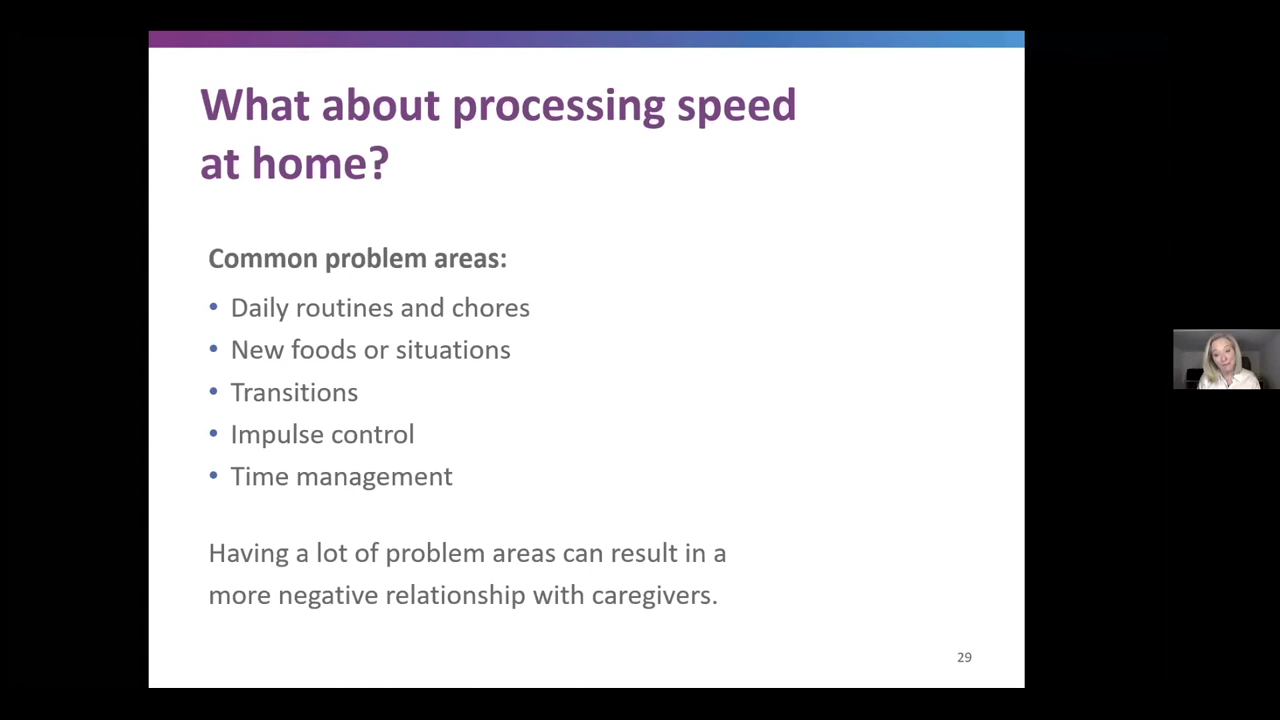 What about processing speed
at home?
Common problem areas:
• Daily routines and chores
• New foods or situations
• Transitions
• Impulse control
• Time management
Having a lot of problem areas can result in a
more negative relationship with caregivers.
29